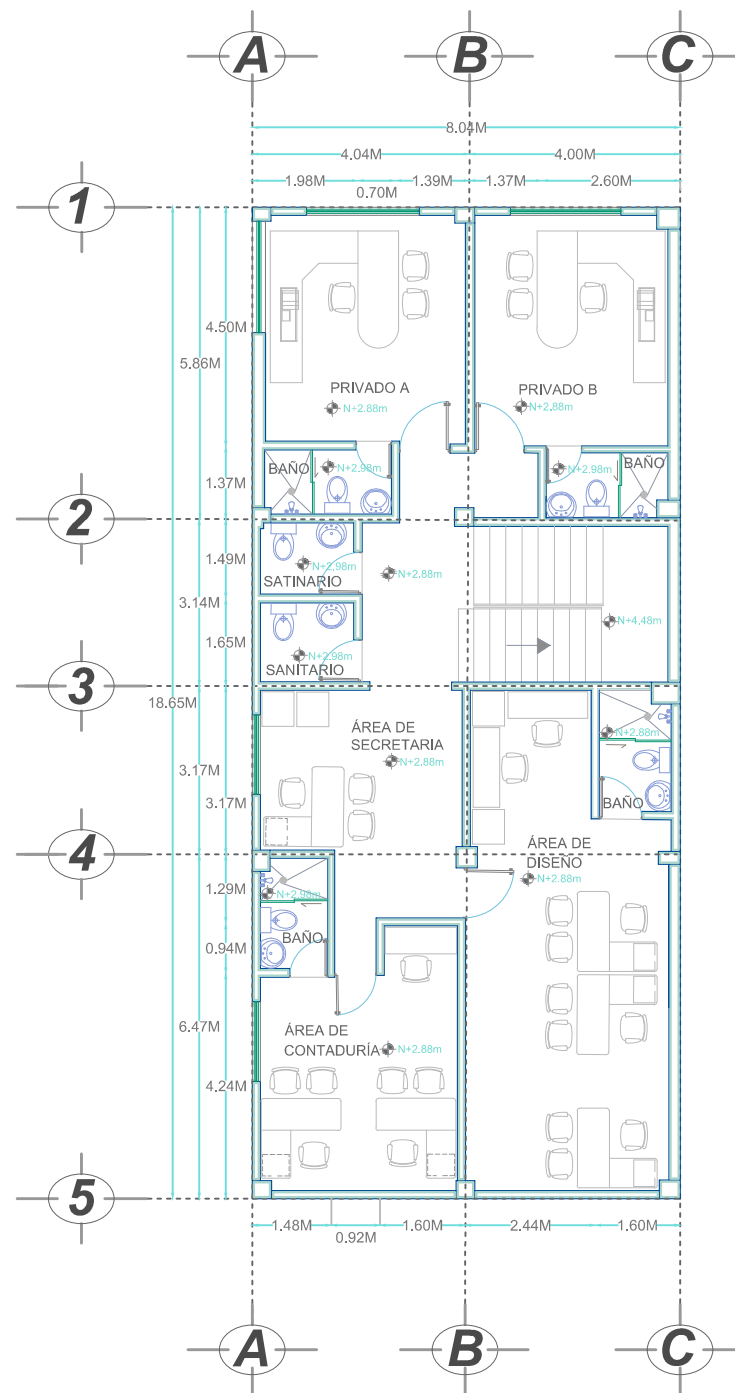 A B C
8.04M
4.04M 4.00M
1.98M 1.39M 1.37M 2.60M
0.70M
1
4.50M
5.86M
PRIVADO A
PRIVADO B
N+2.88m
N+2.88m
BAÑO
N+2.98m
N+2.98m
BAÑO
1.37M
2
1.49M
N+2.98m
N+2.88m
SATINARIO
3.14M
N+4,48m
1.65M
N+2.98m
SANITARIO
3
18.65M
ÁREA DE
SECRETARIA
N+2.88m
N+2.88m
3.17M
3.17M
BAÑO
ÁREA DE
DISEÑO
N+2.88m
4
1.29M
N+2.98m
BAÑO
0.94M
6.47M
ÁREA DE
CONTADURÍA
N+2.88m
4.24M
5
1.48M 1.60M 2.44M 1.60M
0.92M
A B C